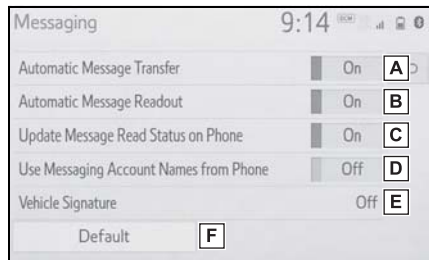 Messaging 9:14 DCM
Automatic Message Transfer On A
Automatic Message Readout On B
Update Message Read Status on Phone On C
Use Messaging Account Names from Phone Off D
Vehicle Signature Off E
Default F